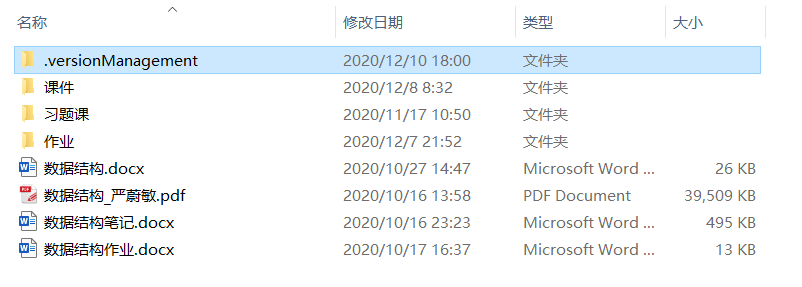 名称 修改日期 类型 大小
.versionManagement 2020/12/10 18:00 文件夹
课件 2020/12/8 8:32 文件夹
习题课 2020/11/17 10:50 文件夹
作业 2020/12/7 21:52 文件夹
数据结构.docx 2020/10/27 14:47 Microsoft Word ... 26 KB
数据结构_严蔚敏.pdf 2020/10/16 13:58 PDF Document 39,509 KB
数据结构笔记.docx 2020/10/16 23:23 Microsoft Word ... 495 KB
数据结构作业.docx 2020/10/17 16:37 Microsoft Word ... 13 KB